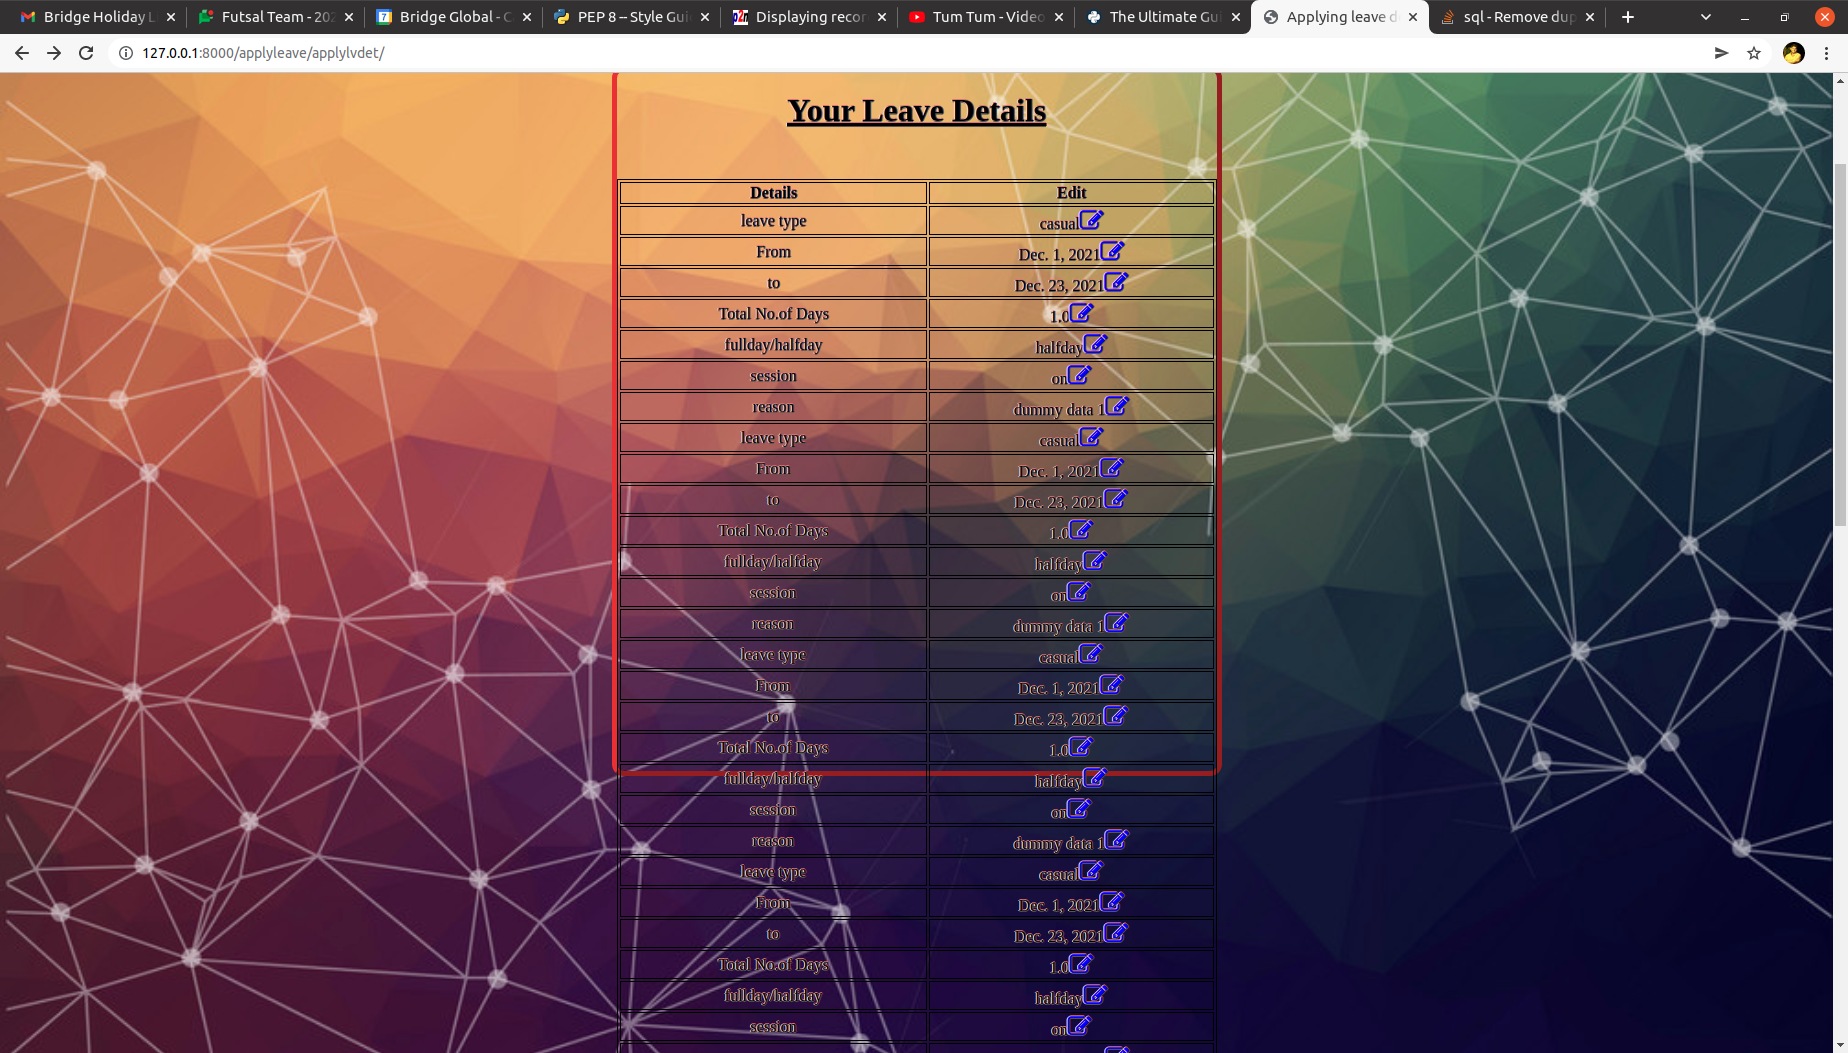 Bridge Holiday L
Futsal Team - 202
Bridge Global - C
PEP 8 -- Style Gui
Displaying recor
Tum Tum - Video
The Ultimate Gui
Applying leave d
sql - Remove dup
127.0.0.1:8000/applyleave/applylvdet/
Your Leave Details
Details Edit
leave type casual
From Dec. 1, 2021
to Dec. 23, 2021
Total No.of Days 1.0
fullday/halfday halfday
session on
reason dummy data 1
leave type casual
From Dec. 1, 2021
to Dec. 23, 2021
Total No.of Days 1.0
fullday/halfday halfday
session on
reason dummy data 1
leave type casual
From Dec. 1, 2021
to Dec. 23, 2021
Total No.of Days 1.0
fullday/halfday halfday
session on
reason dummy data 1
leave type casual
From Dec. 1, 2021
to Dec. 23, 2021
Total No.of Days 1.0
fullday/halfday halfday
session on